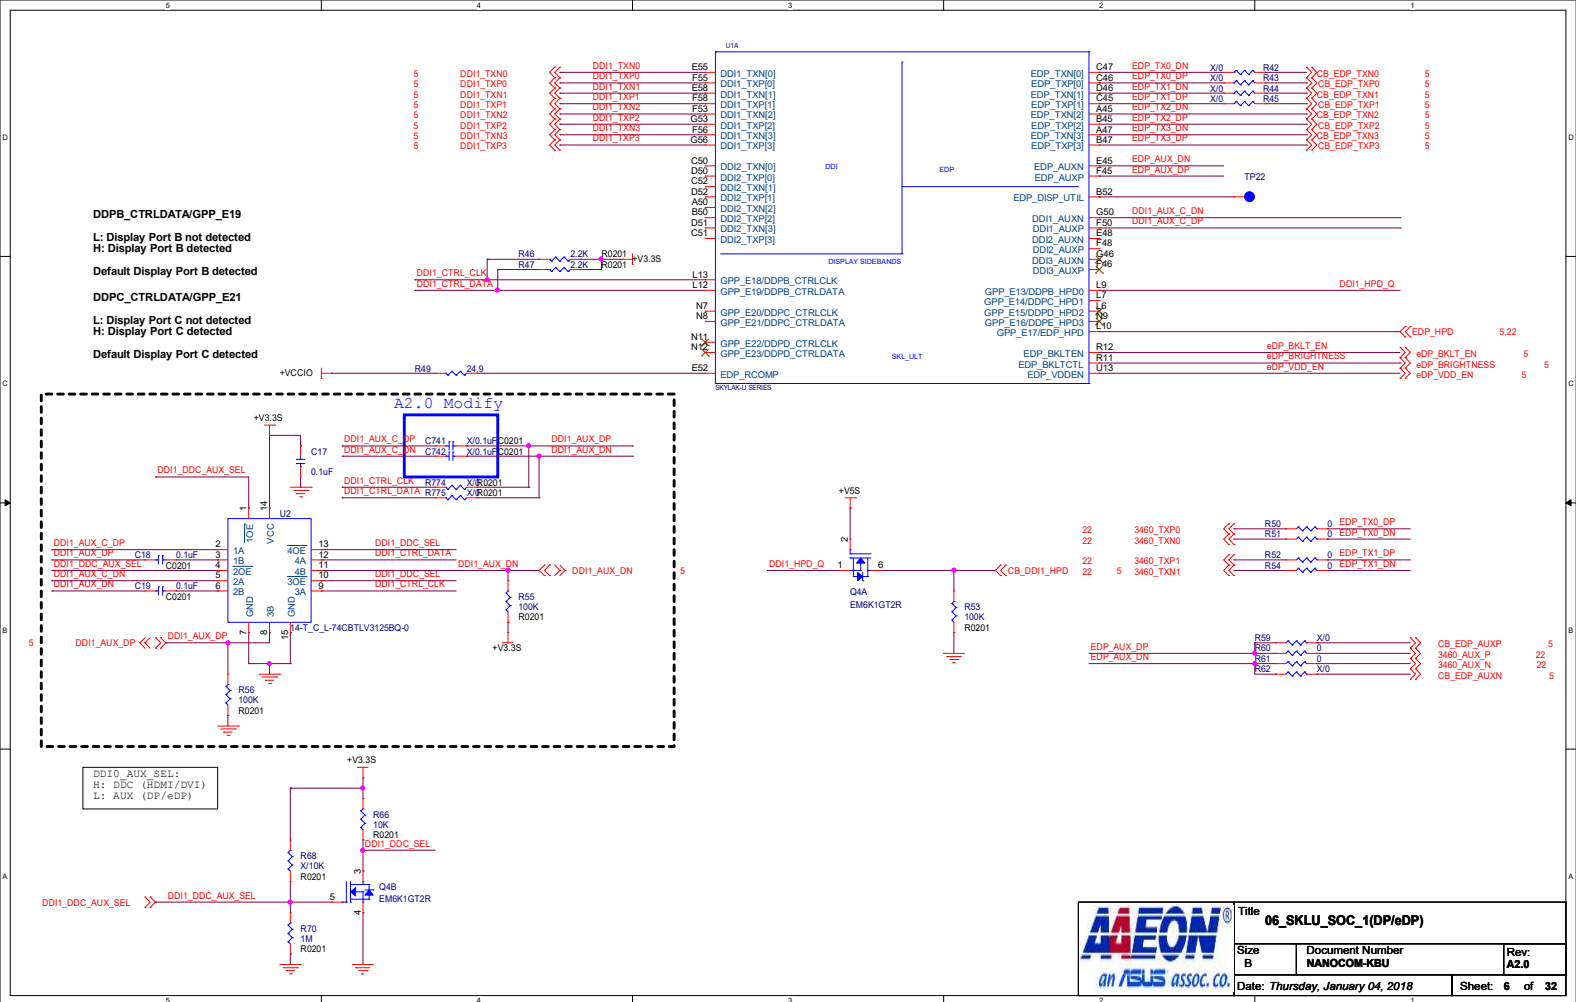 5 4 3 2 1
U1A
5 DDI1_TXN0 DDI1_TXN0 E55 DDI1_TXN[0]
5 DDI1_TXP0 DDI1_TXP0 F55 DDI1_TXP[0]
5 DDI1_TXN1 DDI1_TXN1 E58 DDI1_TXN[1]
5 DDI1_TXP1 DDI1_TXP1 F58 DDI1_TXP[1]
5 DDI1_TXN2 DDI1_TXN2 F53 DDI1_TXN[2]
5 DDI1_TXP2 DDI1_TXP2 G53 DDI1_TXP[2]
5 DDI1_TXN3 DDI1_TXN3 F56 DDI1_TXN[3]
5 DDI1_TXP3 DDI1_TXP3 G56 DDI1_TXP[3]
C50 DDI2_TXN[0]
D50 DDI2_TXP[0]
C52 DDI2_TXN[1]
D52 DDI2_TXP[1]
A50 DDI2_TXN[2]
B50 DDI2_TXP[2]
D51 DDI2_TXN[3]
C51 DDI2_TXP[3]
DDI
EDP
EDP_TXN[0] C47 EDP_TX0_DN X/0 R42 CB_EDP_TXN0 5
EDP_TXP[0] C46 EDP_TX0_DP X/0 R43 CB_EDP_TXP0 5
EDP_TXN[1] D46 EDP_TX1_DN X/0 R44 CB_EDP_TXN1 5
EDP_TXP[1] C45 EDP_TX1_DP X/0 R45 CB_EDP_TXP1 5
EDP_TXN[2] A45 EDP_TX2_DN CB_EDP_TXN2 5
EDP_TXP[2] B45 EDP_TX2_DP CB_EDP_TXP2 5
EDP_TXN[3] A47 EDP_TX3_DN CB_EDP_TXN3 5
EDP_TXP[3] B47 EDP_TX3_DP CB_EDP_TXP3 5
EDP_AUXN E45 EDP_AUX_DN
EDP_AUXP F45 EDP_AUX_DP
TP22
EDP_DISP_UTIL B52
DDI1_AUXN G50 DDI1_AUX_C_DN
DDI1_AUXP F50 DDI1_AUX_C_DP
DDI2_AUXN E48
DDI2_AUXP F48
DDI3_AUXN G46
DDI3_AUXP F46
DISPLAY SIDEBANDS
DDPB_CTRLDATA/GPP_E19
L: Display Port B not detected
H: Display Port B detected
Default Display Port B detected
DDPC_CTRLDATA/GPP_E21
L: Display Port C not detected
H: Display Port C detected
Default Display Port C detected
R46 2.2K R0201 +V3.3S
R47 2.2K R0201
DDI1_CTRL_CLK L13 GPP_E18/DDPB_CTRLCLK
DDI1_CTRL_DATA L12 GPP_E19/DDPB_CTRLDATA
N7 GPP_E20/DDPC_CTRLCLK
N8 GPP_E21/DDPC_CTRLDATA
N11 GPP_E22/DDPD_CTRLCLK
N12 GPP_E23/DDPD_CTRLDATA
+VCCIO R49 24,9 E52 EDP_RCOMP
GPP_E13/DDPB_HPD0 L9 DDI1_HPD_Q
GPP_E14/DDPC_HPD1 L7
GPP_E15/DDPD_HPD2 L6
GPP_E16/DDPE_HPD3 N9
GPP_E17/EDP_HPD L10 EDP_HPD 5,22
EDP_BKLTEN R12 eDP_BKLT_EN eDP_BKLT_EN 5
EDP_BKLTCTL R11 eDP_BRIGHTNESS eDP_BRIGHTNESS 5
EDP_VDDEN U13 eDP_VDD_EN eDP_VDD_EN 5
SKL_ULT
SKYLAK-U SERIES
A2.0 Modify
DDI1_AUX_C_DP C741 X/0.1uF C0201 DDI1_AUX_DP
DDI1_AUX_C_DN C742 X/0.1uF C0201 DDI1_AUX_DN
DDI1_CTRL_CLK R774 X/0 R0201
DDI1_CTRL_DATA R775 X/0 R0201
+V3.3S
C17
0.1uF
DDI1_DDC_AUX_SEL
1 14
U2
DDI1_AUX_C_DP 2 1A
DDI1_AUX_DP C18 0.1uF C0201 3 1B
DDI1_DDC_AUX_SEL 4 2OE
DDI1_AUX_C_DN 5 2A
DDI1_AUX_DN C19 0.1uF C0201 6 2B
1OE VCC
4OE 13 DDI1_DDC_SEL
4A 12 DDI1_CTRL_DATA
4B 11 DDI1_AUX_DN DDI1_AUX_DN 5
3OE 10 DDI1_DDC_SEL
3A 9 DDI1_CTRL_CLK
GND 3B GND
7 8 15
14-T_C_L-74CBTLV3125BQ-0
5 DDI1_AUX_DP DDI1_AUX_DP
R55
100K
R0201
+V3.3S
R56
100K
R0201
+V5S
2
DDI1_HPD_Q 1 6 CB_DDI1_HPD 5
Q4A
EM6K1GT2R
R53
100K
R0201
22 3460_TXP0 R50 0 EDP_TX0_DP
22 3460_TXN0 R51 0 EDP_TX0_DN
22 3460_TXP1 R52 0 EDP_TX1_DP
22 3460_TXN1 R54 0 EDP_TX1_DN
EDP_AUX_DP
EDP_AUX_DN
R59 X/0 CB_EDP_AUXP 5
R60 0 3460_AUX_P 22
R61 0 3460_AUX_N 22
R62 X/0 CB_EDP_AUXN 5
DDI0_AUX_SEL:
H: DDC (HDMI/DVI)
L: AUX (DP/eDP)
+V3.3S
R66
10K
R0201
DDI1_DDC_SEL
R68
X/10K
R0201
3
Q4B
EM6K1GT2R
DDI1_DDC_AUX_SEL DDI1_DDC_AUX_SEL 5
4
R70
1M
R0201
D C B A
D C B A
AAEON®
an ASUS assoc. co.
Title
06_SKLU_SOC_1(DP/eDP)
Size
B
Document Number
NANOCOM-KBU
Rev:
A2.0
Date: Thursday, January 04, 2018
Sheet: 6 of 32
5 4 3 2 1